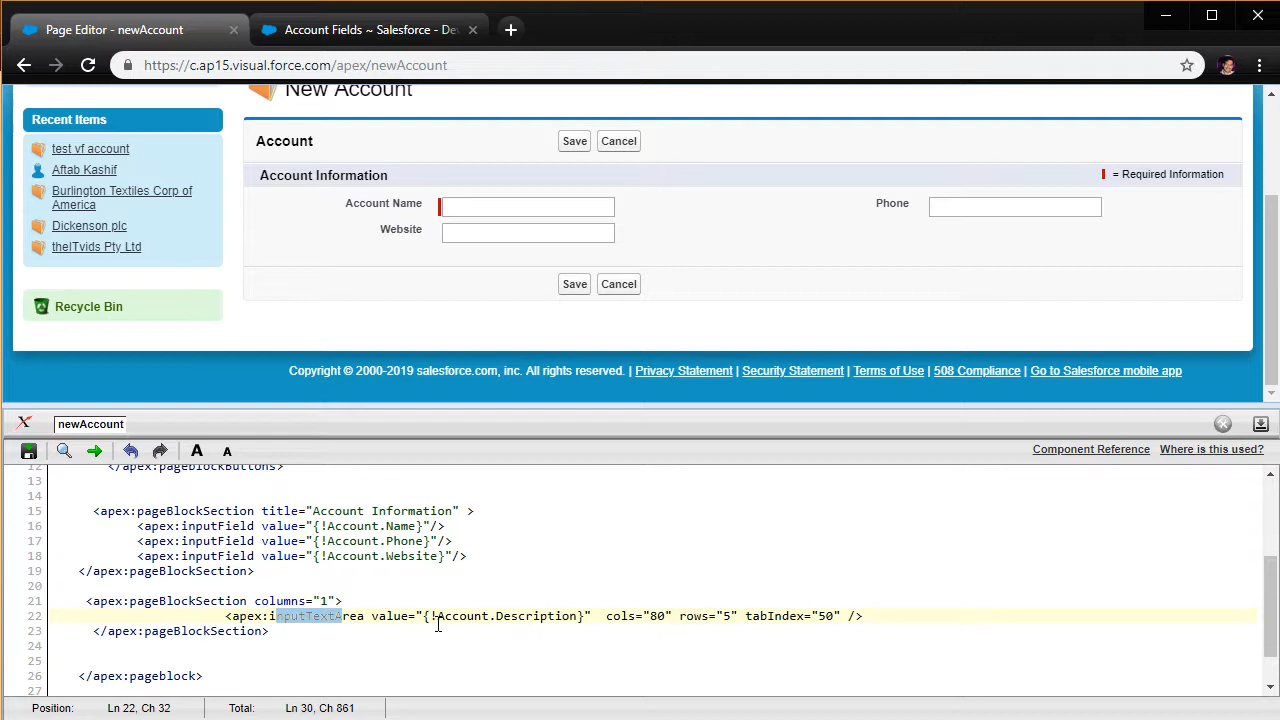 Page Editor - newAccount
Account Fields ~ Salesforce - De
https://c.ap15.visual.force.com/apex/newAccount
New Account
Recent Items
test vf account
Aftab Kashif
Burlington Textiles Corp of
America
Dickenson plc
theITvids Pty Ltd
Recycle Bin
Account
Save
Cancel
Account Information
= Required Information
Account Name
Phone
Website
Save
Cancel
Copyright © 2000-2019 salesforce.com, inc. All rights reserved. | Privacy Statement | Security Statement | Terms of Use | 508 Compliance | Go to Salesforce mobile app
newAccount
A A
Component Reference
Where is this used?
12 </apex:pageblockButtons>
13
14
15 <apex:pageBlockSection title="Account Information" >
16 <apex:inputField value="{!Account.Name}"/>
17 <apex:inputField value="{!Account.Phone}"/>
18 <apex:inputField value="{!Account.Website}"/>
19 </apex:pageBlockSection>
20
21 <apex:pageBlockSection columns="1">
22 <apex:inputTextArea value="{!Account.Description}" cols="80" rows="5" tabIndex="50" />
23 </apex:pageBlockSection>
24
25
26 </apex:pageblock>
27
Position: Ln 22, Ch 32 Total: Ln 30, Ch 861